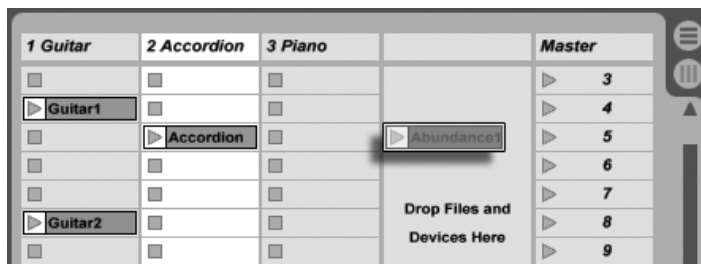 1 Guitar 2 Accordion 3 Piano Master
3
Guitar1 4
Accordion Abundance1 5
6
7
Drop Files and
Guitar2 8
Devices Here
9